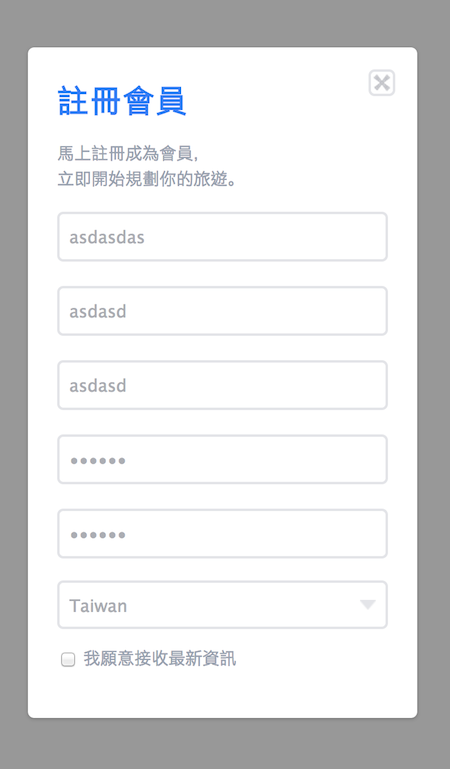 註冊會員
馬上註冊成為會員,
立即開始規劃你的旅遊。
asdasdas
asdasd
asdasd
••••••
••••••
Taiwan
我願意接收最新資訊